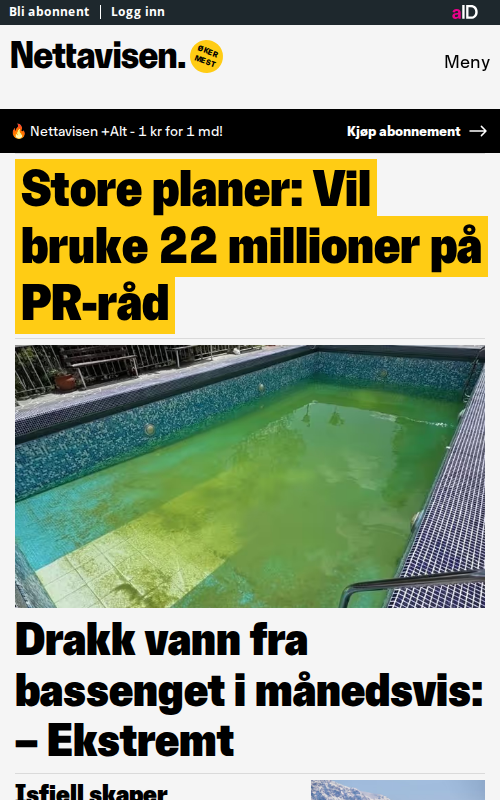 Bli abonnent | Logg inn
aID
Nettavisen.
ØKER
MEST
Meny
🔥 Nettavisen +Alt - 1 kr for 1 md!
Kjøp abonnement →
Store planer: Vil
bruke 22 millioner på
PR-råd
Drakk vann fra
bassenget i månedsvis:
– Ekstremt
Isfjell skaper